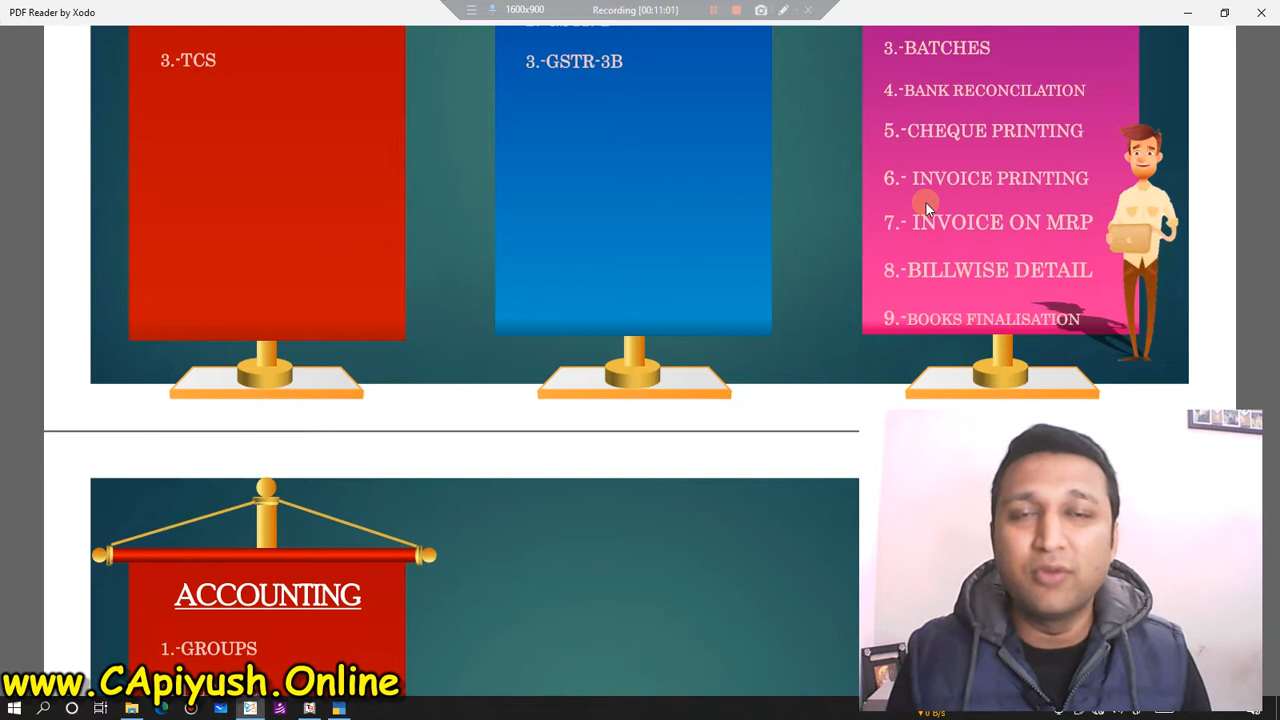 PDF Reader by Xodo
1600x900
Recording [00:11:01]
3.-TCS
3.-GSTR-3B
3.-BATCHES
4.-BANK RECONCILATION
5.-CHEQUE PRINTING
6.- INVOICE PRINTING
7.- INVOICE ON MRP
8.-BILLWISE DETAIL
9.-BOOKS FINALISATION
ACCOUNTING
1.-GROUPS
www.CApiyush.Online
0 B/s